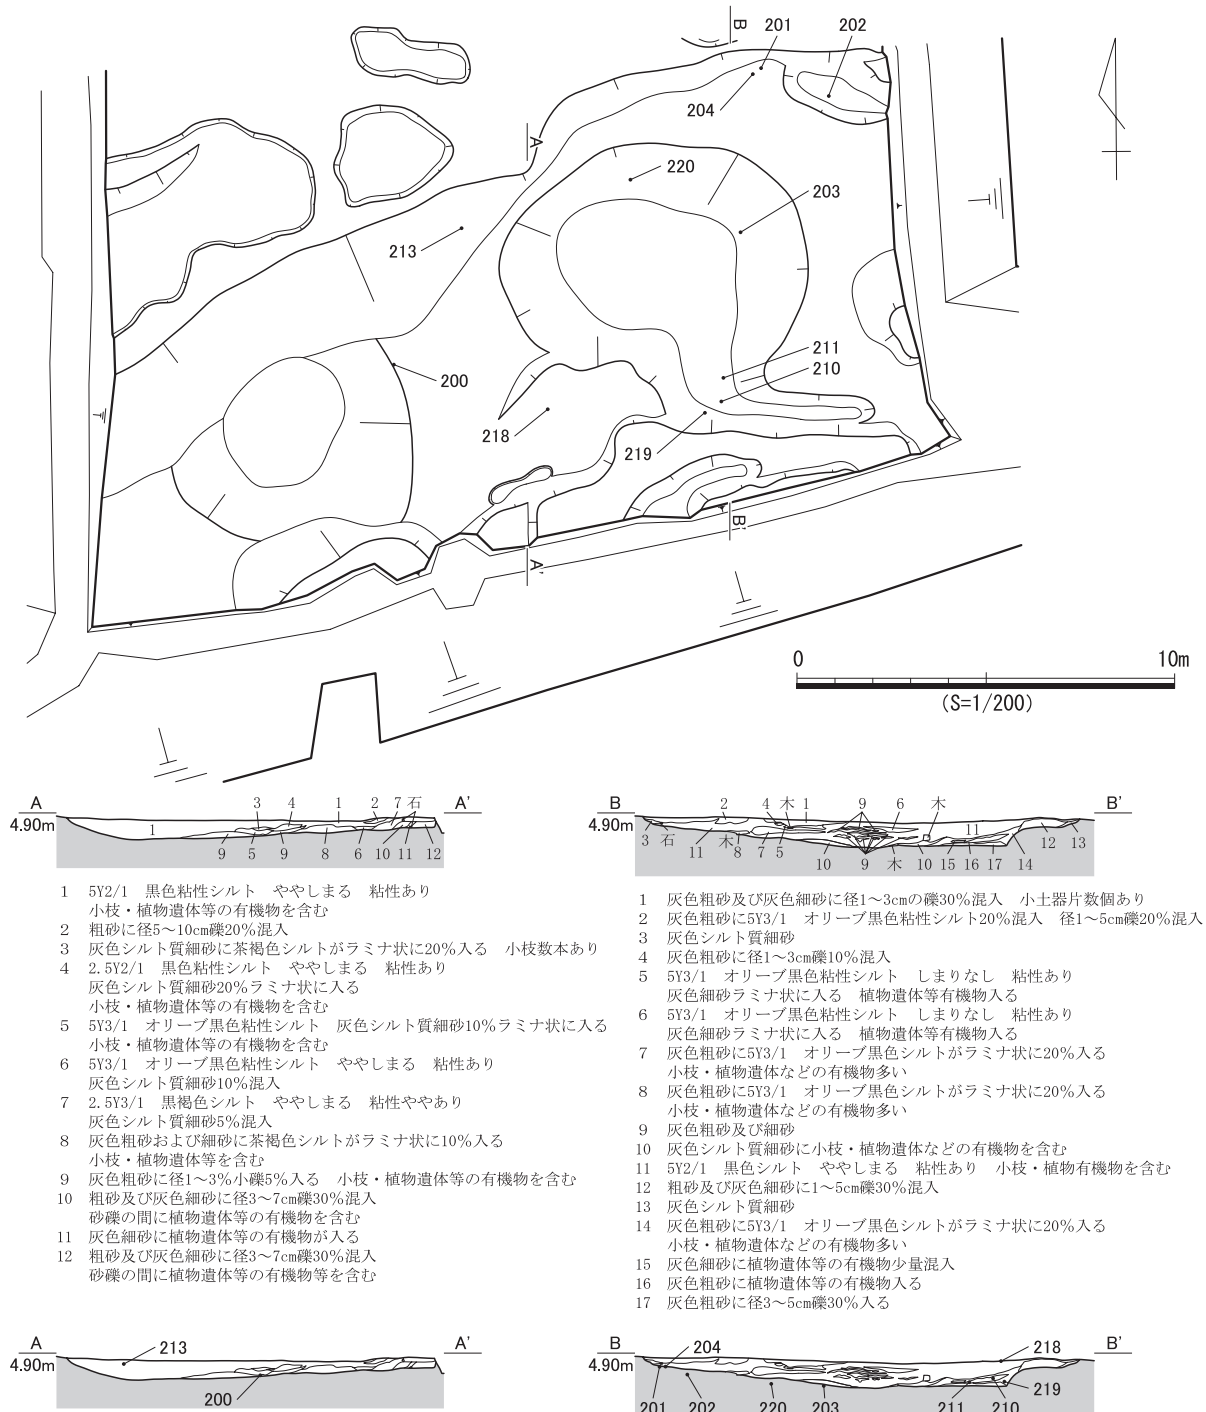 B
201
202
204
A
220
203
213
211
210
200
218
219
B'
A'
0 10m
(S=1/200)
A 3 4 1 2 7 石 A'
4.90m
1
9 5 9 8 6 10 11 12
B 2 4 木 1 9 6 木 B'
4.90m
11 12 13
3 石 11 木 8 7 5 10 9 木 10 15 16 17 14
1 5Y2/1 黒色粘性シルト ややしまる 粘性あり
小枝・植物遺体等の有機物を含む
2 粗砂に径5〜10cm礫20%混入
3 灰色シルト質細砂に茶褐色シルトがラミナ状に20%入る 小枝数本あり
4 2.5Y2/1 黒色粘性シルト ややしまる 粘性あり
灰色シルト質細砂20%ラミナ状に入る
小枝・植物遺体等の有機物を含む
5 5Y3/1 オリーブ黒色粘性シルト 灰色シルト質細砂10%ラミナ状に入る
小枝・植物遺体等の有機物を含む
6 5Y3/1 オリーブ黒色粘性シルト ややしまる 粘性あり
灰色シルト質細砂10%混入
7 2.5Y3/1 黒褐色シルト ややしまる 粘性ややあり
灰色シルト質細砂5%混入
8 灰色粗砂および細砂に茶褐色シルトがラミナ状に10%入る
小枝・植物遺体等を含む
9 灰色粗砂に径1〜3%小礫5%入る 小枝・植物遺体等の有機物を含む
10 粗砂及び灰色細砂に径3〜7cm礫30%混入
砂礫の間に植物遺体等の有機物を含む
11 灰色細砂に植物遺体等の有機物が入る
12 粗砂及び灰色細砂に径3〜7cm礫30%混入
砂礫の間に植物遺体等の有機物等を含む
1 灰色粗砂及び灰色細砂に径1〜3cmの礫30%混入 小土器片数個あり
2 灰色粗砂に5Y3/1 オリーブ黒色粘性シルト20%混入 径1〜5cm礫20%混入
3 灰色シルト質細砂
4 灰色粗砂に径1〜3cm礫10%混入
5 5Y3/1 オリーブ黒色粘性シルト しまりなし 粘性あり
灰色細砂ラミナ状に入る 植物遺体等有機物入る
6 5Y3/1 オリーブ黒色粘性シルト しまりなし 粘性あり
灰色細砂ラミナ状に入る 植物遺体等有機物入る
7 灰色粗砂に5Y3/1 オリーブ黒色シルトがラミナ状に20%入る
小枝・植物遺体などの有機物多い
8 灰色粗砂に5Y3/1 オリーブ黒色シルトがラミナ状に20%入る
小枝・植物遺体などの有機物多い
9 灰色粗砂及び細砂
10 灰色シルト質細砂に小枝・植物遺体などの有機物を含む
11 5Y2/1 黒色シルト ややしまる 粘性あり 小枝・植物有機物を含む
12 粗砂及び灰色細砂に1〜5cm礫30%混入
13 灰色シルト質細砂
14 灰色粗砂に5Y3/1 オリーブ黒色シルトがラミナ状に20%入る
小枝・植物遺体などの有機物多い
15 灰色細砂に植物遺体等の有機物少量混入
16 灰色粗砂に植物遺体等の有機物入る
17 灰色粗砂に径3〜5cm礫30%入る
A 213 A'
4.90m
200
B 204 218 B'
4.90m
219
201 202 220 203 211 210